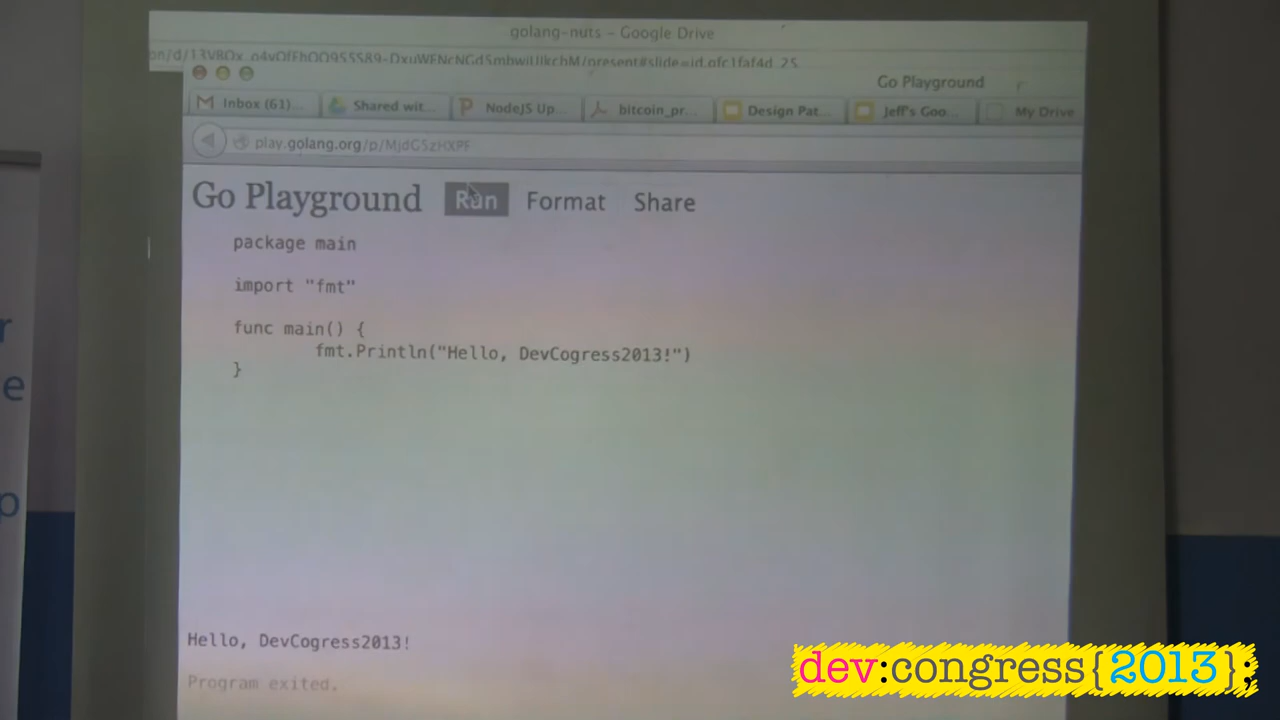 golang-nuts – Google Drive
Go Playground
Inbox (61)... Shared wit... NodeJS Up... bitcoin_pr... Design Pat... Jeff's Goo... My Drive
play.golang.org/p/MjdG5zHXPF
Go Playground Run Format Share
package main
import "fmt"
func main() {
fmt.Println("Hello, DevCogress2013!")
}
Hello, DevCogress2013!
Program exited.
r
e
p
dev:congress{2013};